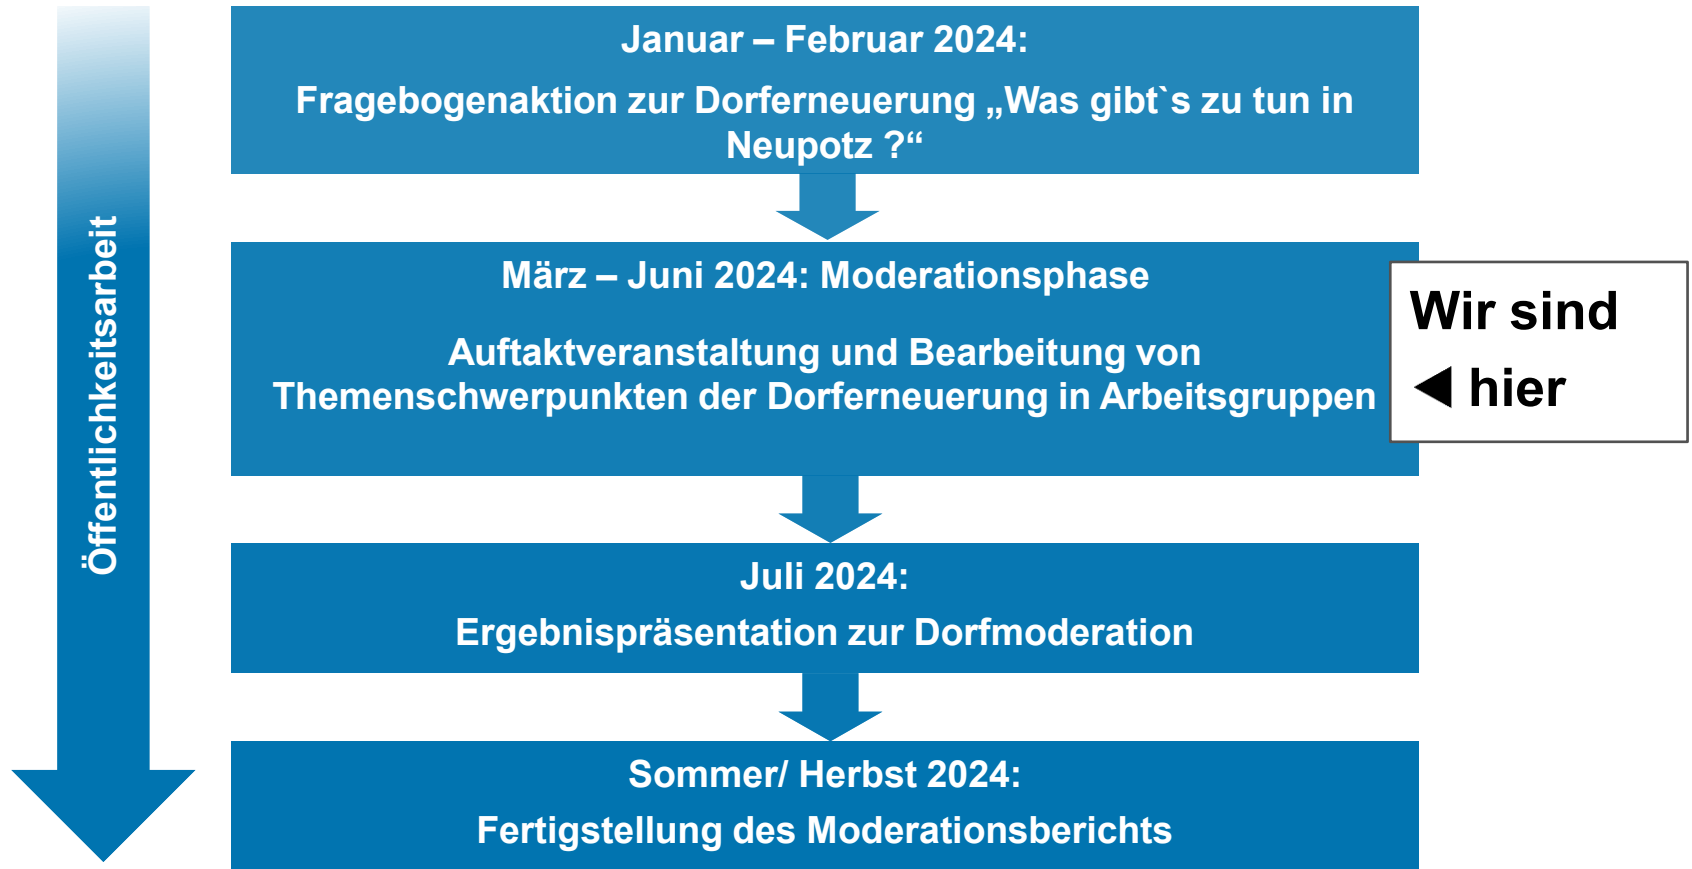 Öffentlichkeitsarbeit
Januar – Februar 2024:
Fragebogenaktion zur Dorferneuerung „Was gibt`s zu tun in
Neupotz ?“
März – Juni 2024: Moderationsphase
Auftaktveranstaltung und Bearbeitung von
Themenschwerpunkten der Dorferneuerung in Arbeitsgruppen
Wir sind
hier
Juli 2024:
Ergebnispräsentation zur Dorfmoderation
Sommer/ Herbst 2024:
Fertigstellung des Moderationsberichts